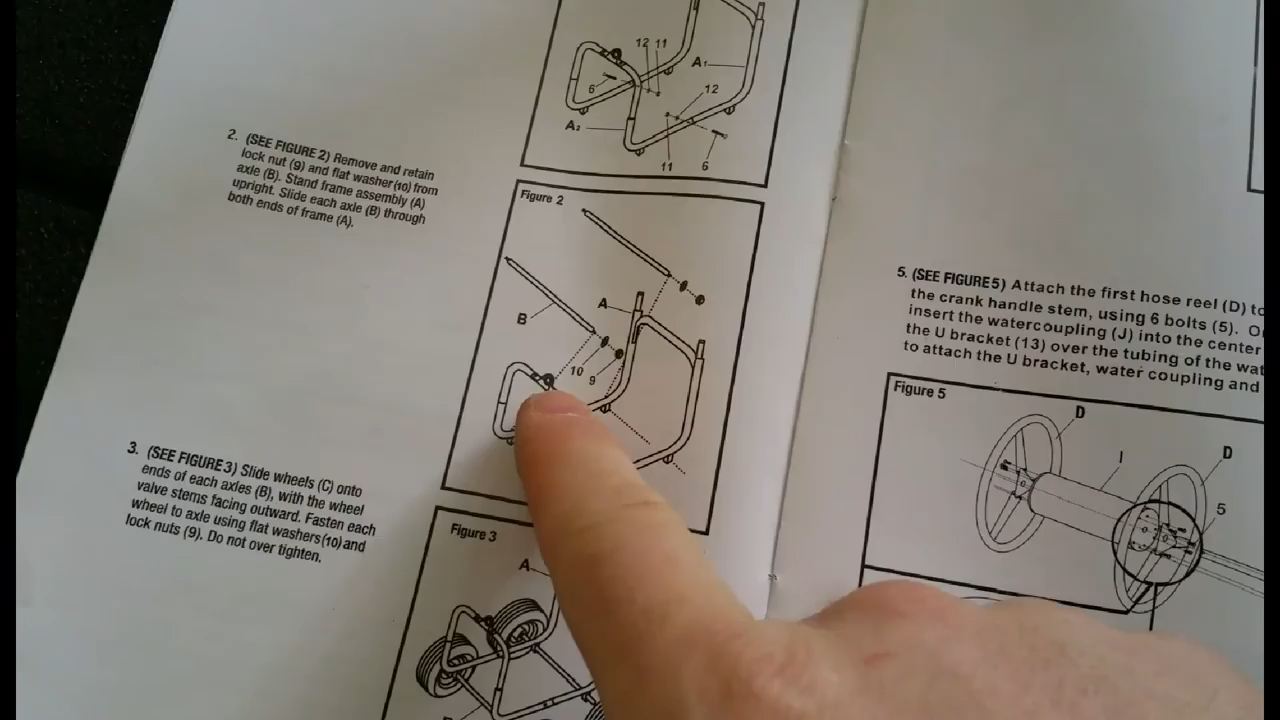 12 11
A1
6
12
A2
11
6
2. (SEE FIGURE 2) Remove and retain
lock nut (9) and flat washer (10) from
axle (B). Stand frame assembly (A)
upright. Slide each axle (B) through
both ends of frame (A).
Figure 2
A
B
10
9
3. (SEE FIGURE 3) Slide wheels (C) onto
ends of each axles (B), with the wheel
valve stems facing outward. Fasten each
wheel to axle using flat washers (10) and
lock nuts (9). Do not over tighten.
Figure 3
A
5. (SEE FIGURE 5) Attach the first hose reel (D) to
the crank handle stem, using 6 bolts (5).
insert the watercoupling (J) into the center
the U bracket (13) over the tubing of the
to attach the U bracket, water coupling and
Figure 5
D
I
D
5